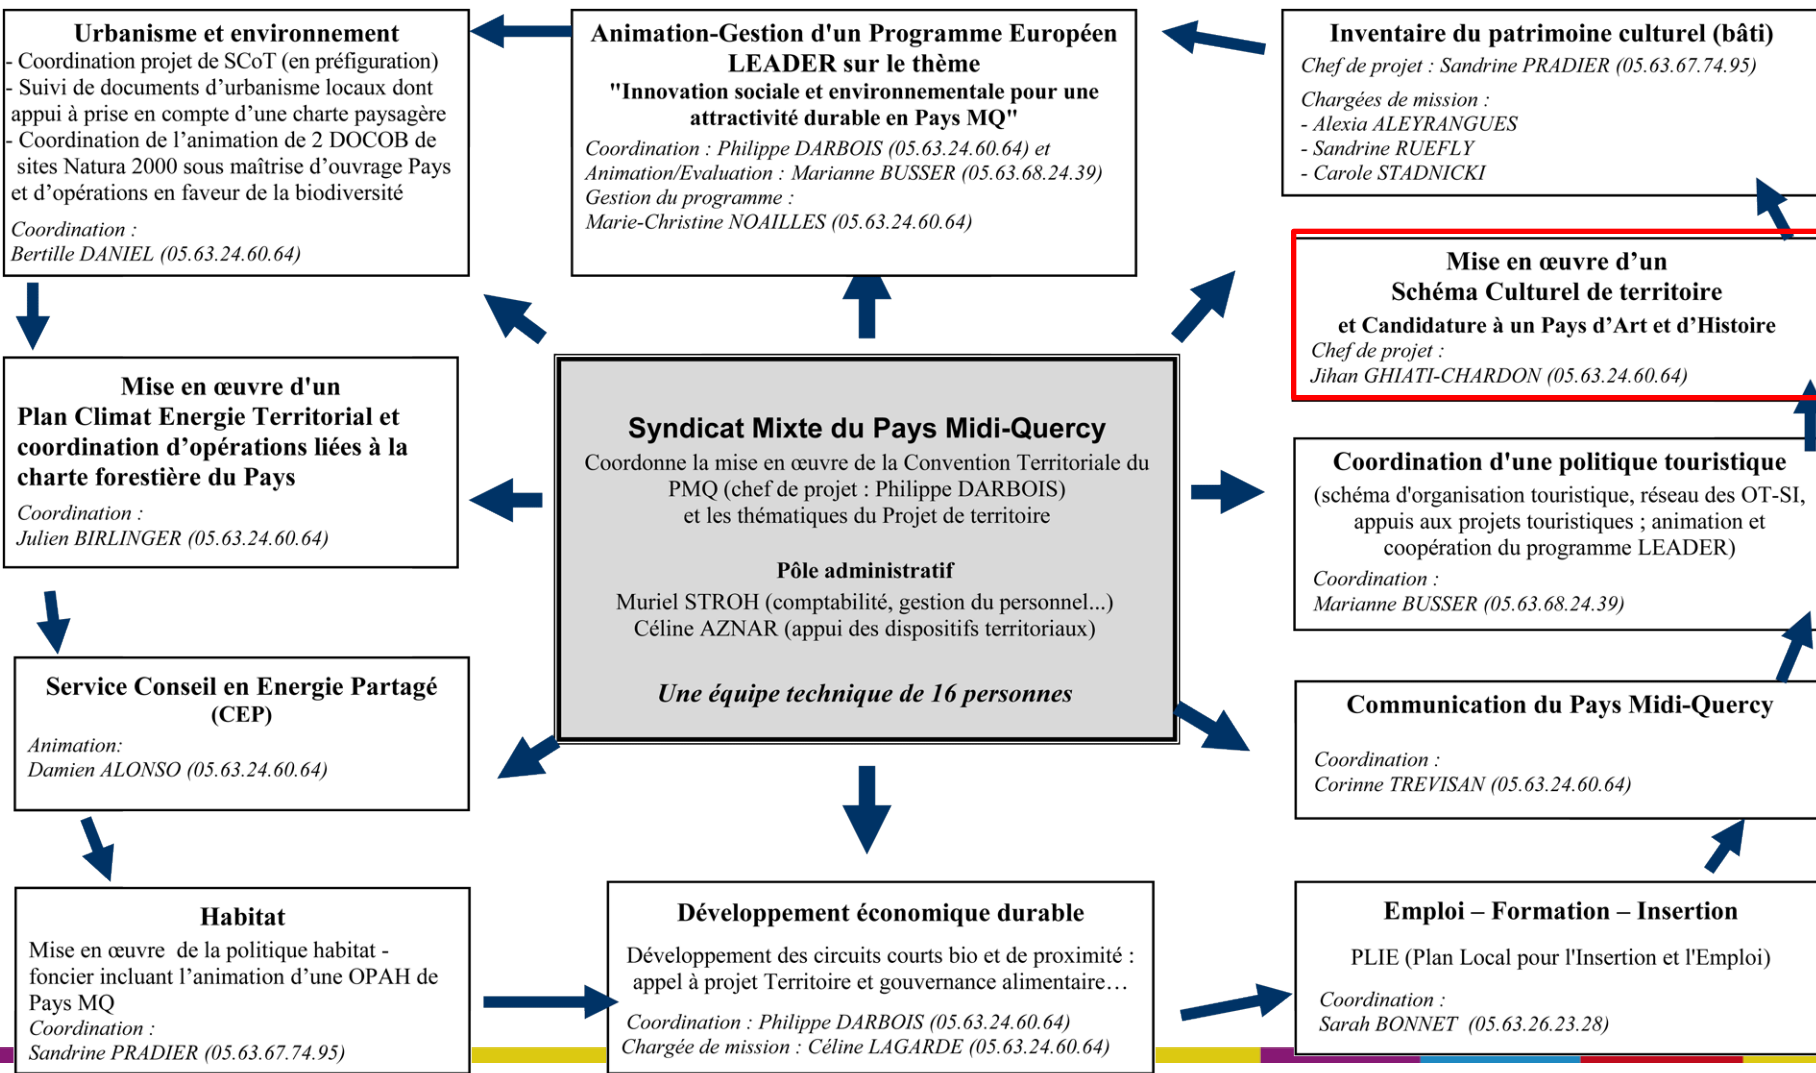 Urbanisme et environnement
- Coordination projet de SCoT (en préfiguration)
- Suivi de documents d’urbanisme locaux dont
appui à prise en compte d’une charte paysagère
- Coordination de l’animation de 2 DOCOB de
sites Natura 2000 sous maîtrise d’ouvrage Pays
et d’opérations en faveur de la biodiversité
Coordination :
Bertille DANIEL (05.63.24.60.64)
Animation-Gestion d'un Programme Européen
LEADER sur le thème
"Innovation sociale et environnementale pour une
attractivité durable en Pays MQ"
Coordination : Philippe DARBOIS (05.63.24.60.64) et
Animation/Evaluation : Marianne BUSSER (05.63.68.24.39)
Gestion du programme :
Marie-Christine NOAILLES (05.63.24.60.64)
Inventaire du patrimoine culturel (bâti)
Chef de projet : Sandrine PRADIER (05.63.67.74.95)
Chargées de mission :
- Alexia ALEYRANGUES
- Sandrine RUEFLY
- Carole STADNICKI
Mise en œuvre d’un
Schéma Culturel de territoire
et Candidature à un Pays d’Art et d’Histoire
Chef de projet :
Jihan GHIATI-CHARDON (05.63.24.60.64)
Mise en œuvre d'un
Plan Climat Energie Territorial et
coordination d’opérations liées à la
charte forestière du Pays
Coordination :
Julien BIRLINGER (05.63.24.60.64)
Syndicat Mixte du Pays Midi-Quercy
Coordonne la mise en œuvre de la Convention Territoriale du
PMQ (chef de projet : Philippe DARBOIS)
et les thématiques du Projet de territoire
Pôle administratif
Muriel STROH (comptabilité, gestion du personnel...)
Céline AZNAR (appui des dispositifs territoriaux)
Une équipe technique de 16 personnes
Coordination d'une politique touristique
(schéma d'organisation touristique, réseau des OT-SI,
appuis aux projets touristiques ; animation et
coopération du programme LEADER)
Coordination :
Marianne BUSSER (05.63.68.24.39)
Service Conseil en Energie Partagé
(CEP)
Animation:
Damien ALONSO (05.63.24.60.64)
Communication du Pays Midi-Quercy
Coordination :
Corinne TREVISAN (05.63.24.60.64)
Habitat
Mise en œuvre de la politique habitat -
foncier incluant l’animation d’une OPAH de
Pays MQ
Coordination :
Sandrine PRADIER (05.63.67.74.95)
Développement économique durable
Développement des circuits courts bio et de proximité :
appel à projet Territoire et gouvernance alimentaire…
Coordination : Philippe DARBOIS (05.63.24.60.64)
Chargée de mission : Céline LAGARDE (05.63.24.60.64)
Emploi – Formation – Insertion
PLIE (Plan Local pour l'Insertion et l'Emploi)
Coordination :
Sarah BONNET (05.63.26.23.28)